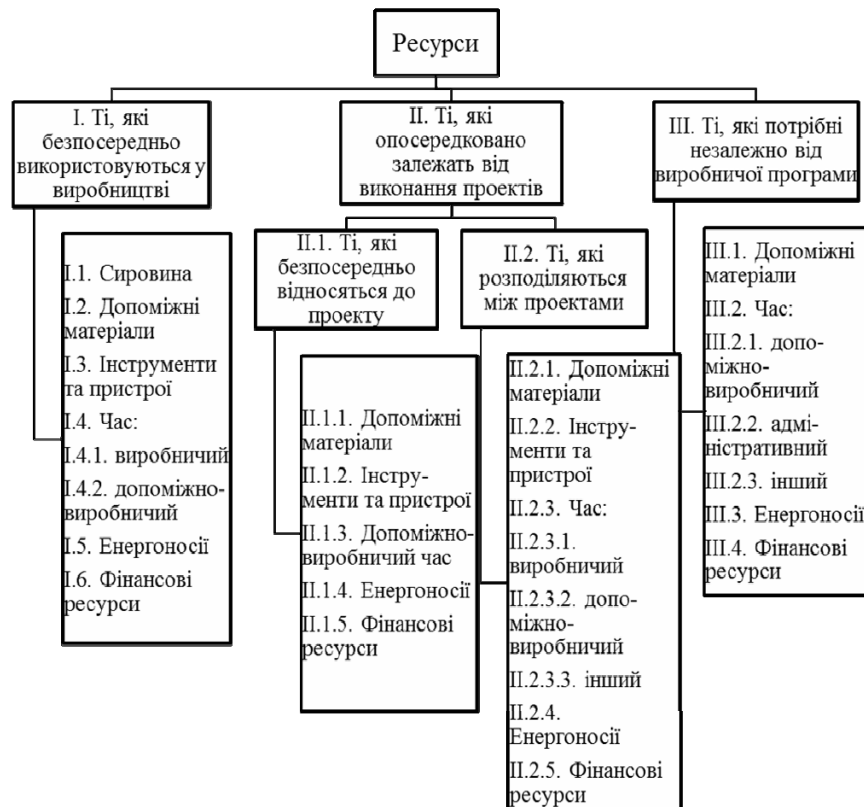 Ресурси
І. Ті, які
безпосередньо
використовуються у
виробництві
ІІ. Ті, які
опосередковано
залежать від
виконання проектів
ІІІ. Ті, які потрібні
незалежно від
виробничої програми
І.1. Сировина
І.2. Допоміжні
матеріали
І.3. Інструменти
та пристрої
І.4. Час:
І.4.1. виробничий
І.4.2. допоміжно-
виробничий
І.5. Енергоносії
І.6. Фінансові
ресурси
ІІ.1. Ті, які
безпосередньо
відносяться до
проекту
ІІ.1.1. Допоміжні
матеріали
ІІ.1.2. Інстру-
менти та пристрої
ІІ.1.3. Допоміжно-
виробничий час
ІІ.1.4. Енергоносії
ІІ.1.5. Фінансові
ресурси
ІІ.2. Ті, які
розподіляються
між проектами
ІІ.2.1. Допоміжні
матеріали
ІІ.2.2. Інстру-
менти та
пристрої
ІІ.2.3. Час:
ІІ.2.3.1.
виробничий
ІІ.2.3.2. допо-
міжно-
виробничий
ІІ.2.3.3. інший
ІІ.2.4.
Енергоносії
ІІ.2.5. Фінансові
ресурси
ІІІ.1. Допоміжні
матеріали
ІІІ.2. Час:
ІІІ.2.1. допо-
міжно-
виробничий
ІІІ.2.2. адмі-
ністративний
ІІІ.2.3. інший
ІІІ.3. Енергоносії
ІІІ.4. Фінансові
ресурси